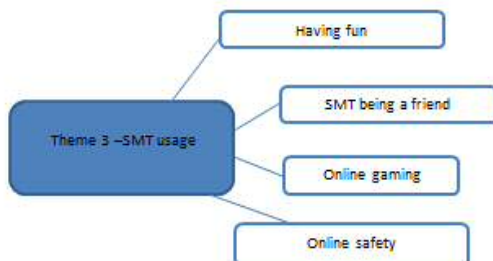 Having fun
SMT being a friend
Theme 3 –SMT usage
Online gaming
Online safety